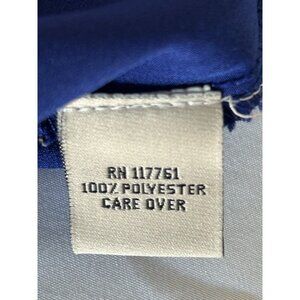 RN 117761
100% POLYESTER
CARE OVER